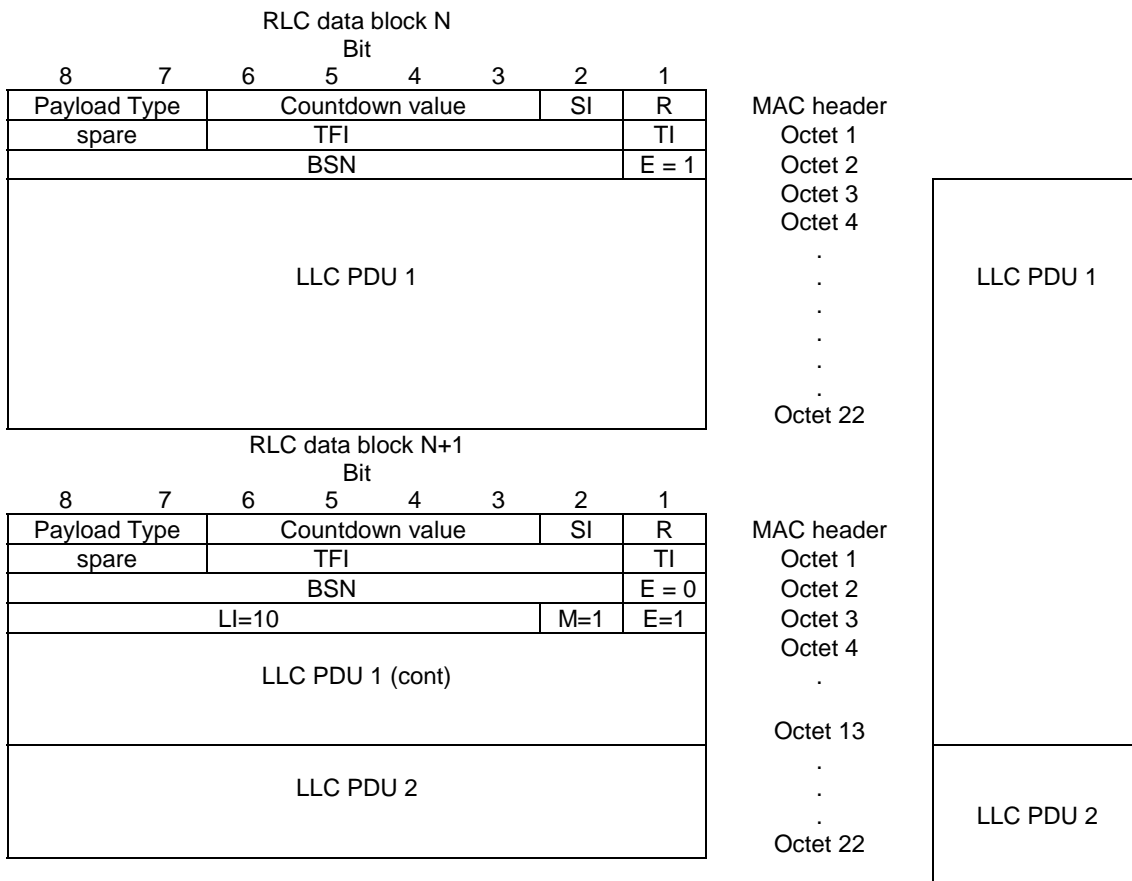 RLC data block N
Bit
8 7 6 5 4 3 2 1
Payload Type Countdown value SI R MAC header
spare TFI TI Octet 1
BSN E = 1 Octet 2
Octet 3
Octet 4
.
LLC PDU 1 . LLC PDU 1
.
.
.
.
Octet 22
RLC data block N+1
Bit
8 7 6 5 4 3 2 1
Payload Type Countdown value SI R MAC header
spare TFI TI Octet 1
BSN E = 0 Octet 2
LI=10 M=1 E=1 Octet 3
Octet 4
LLC PDU 1 (cont) .
Octet 13
.
LLC PDU 2 .
. LLC PDU 2
Octet 22